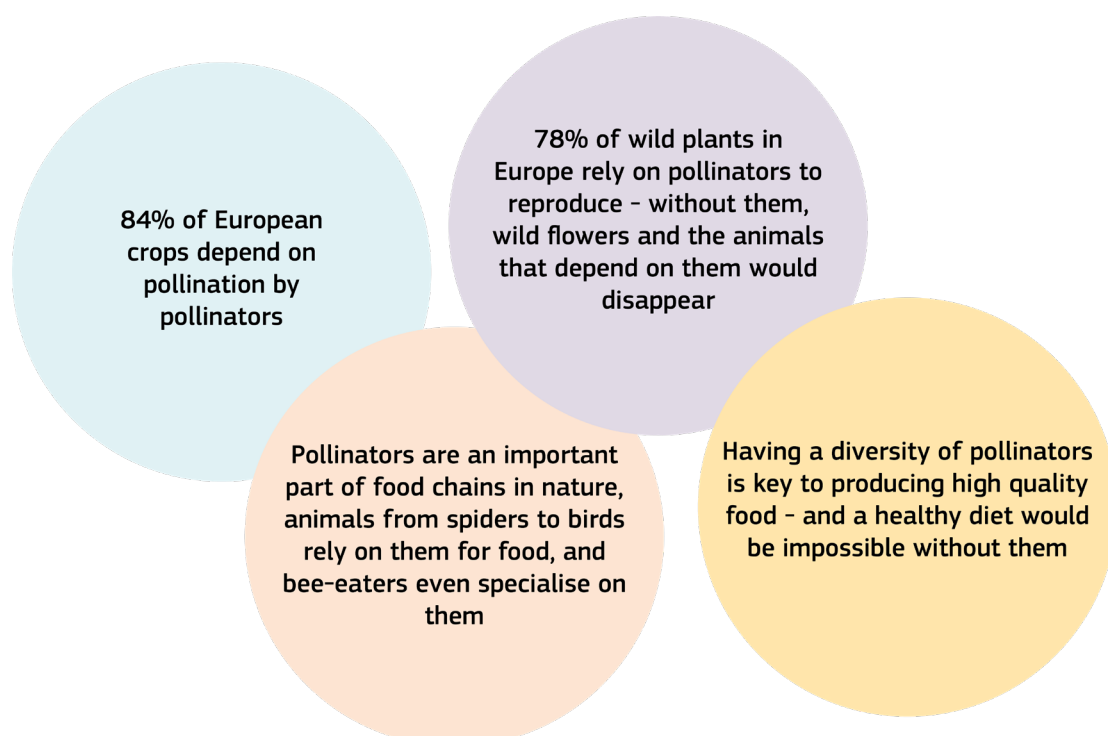 84% of European
crops depend on
pollination by
pollinators
78% of wild plants in
Europe rely on pollinators to
reproduce - without them,
wild flowers and the animals
that depend on them would
disappear
Pollinators are an important
part of food chains in nature,
animals from spiders to birds
rely on them for food, and
bee-eaters even specialise on
them
Having a diversity of pollinators
is key to producing high quality
food - and a healthy diet would
be impossible without them